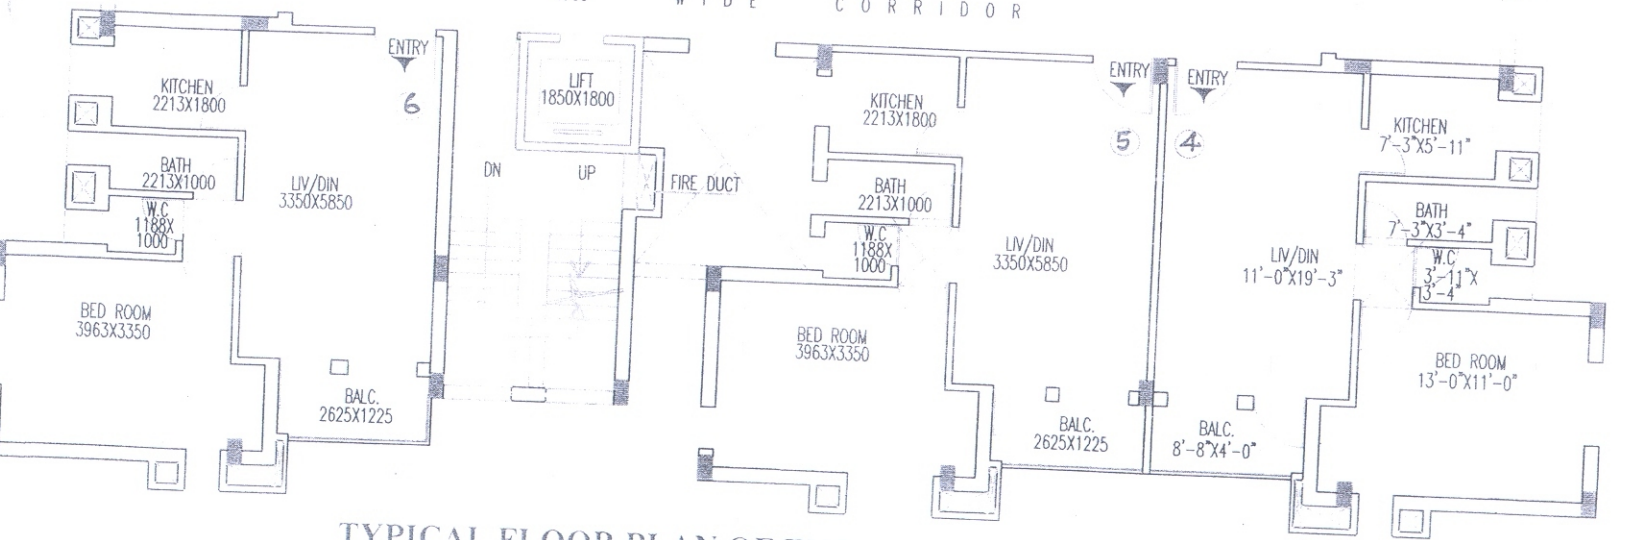 WIDE CORRIDOR
ENTRY
6
KITCHEN
2213X1800
BATH
2213X1000
W.C
1188X
1000
LIV/DIN
3350X5850
BED ROOM
3963X3350
BALC.
2625X1225
LIFT
1850X1800
DN
UP
FIRE DUCT
KITCHEN
2213X1800
BATH
2213X1000
W.C
1188X
1000
LIV/DIN
3350X5850
BED ROOM
3963X3350
BALC.
2625X1225
ENTRY
5
ENTRY
4
KITCHEN
7'-3"X5'-11"
BATH
7'-3"X3'-4"
W.C
3'-11"X
3'-4"
LIV/DIN
11'-0"X19'-3"
BED ROOM
13'-0"X11'-0"
BALC.
8'-8"X4'-0"
TYPICAL FLOOR PLAN OF